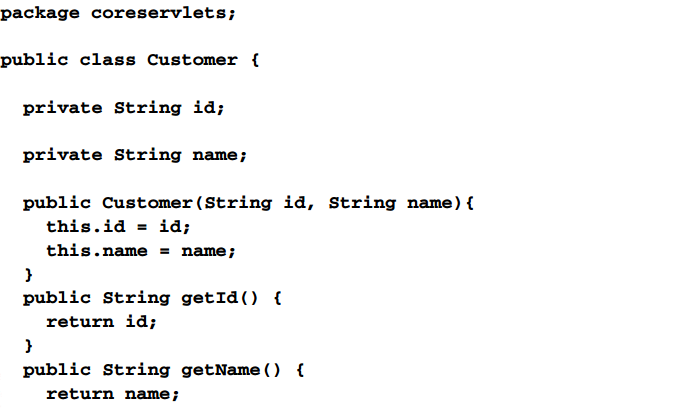 package coreservlets;
public class Customer {
private String id;
private String name;
public Customer(String id, String name){
this.id = id;
this.name = name;
}
public String getId() {
return id;
}
public String getName() {
return name;